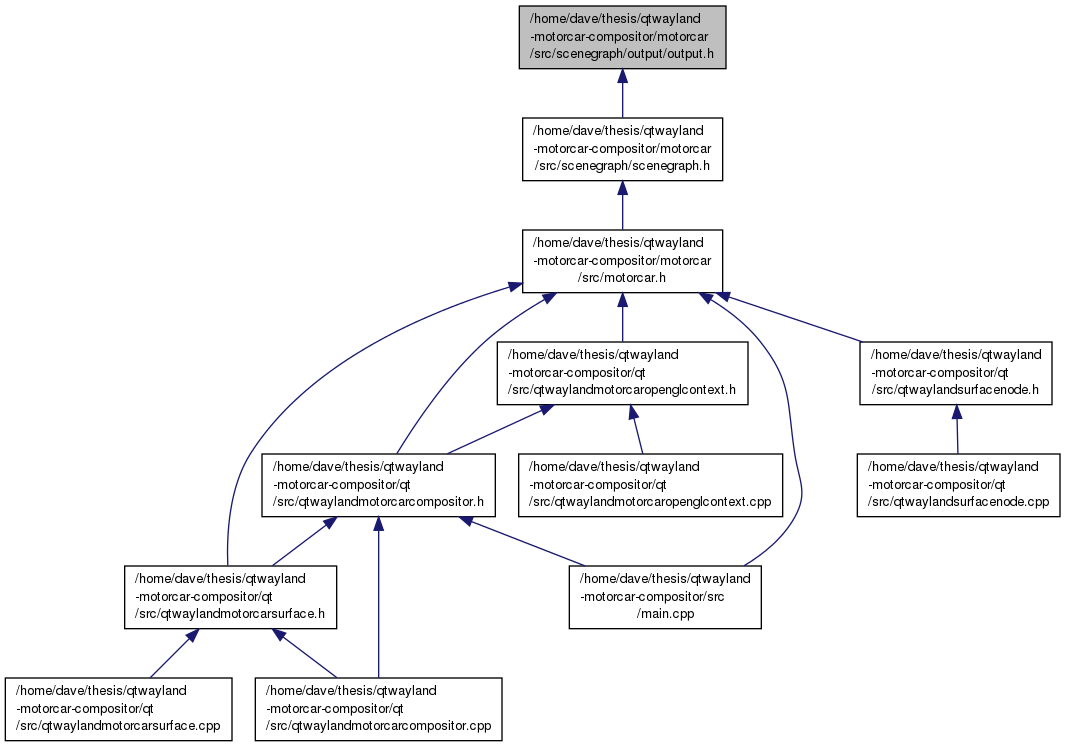 /home/dave/thesis/qtwayland
-motorcar-compositor/motorcar
/src/scenegraph/output/output.h
/home/dave/thesis/qtwayland
-motorcar-compositor/motorcar
/src/scenegraph/scenegraph.h
/home/dave/thesis/qtwayland
-motorcar-compositor/motorcar
/src/motorcar.h
/home/dave/thesis/qtwayland
-motorcar-compositor/qt
/src/qtwaylandmotorcaropenglcontext.h
/home/dave/thesis/qtwayland
-motorcar-compositor/qt
/src/qtwaylandsurfacenode.h
/home/dave/thesis/qtwayland
-motorcar-compositor/qt
/src/qtwaylandmotorcarcompositor.h
/home/dave/thesis/qtwayland
-motorcar-compositor/qt
/src/qtwaylandmotorcaropenglcontext.cpp
/home/dave/thesis/qtwayland
-motorcar-compositor/qt
/src/qtwaylandsurfacenode.cpp
/home/dave/thesis/qtwayland
-motorcar-compositor/qt
/src/qtwaylandmotorcarsurface.h
/home/dave/thesis/qtwayland
-motorcar-compositor/src
/main.cpp
/home/dave/thesis/qtwayland
-motorcar-compositor/qt
/src/qtwaylandmotorcarsurface.cpp
/home/dave/thesis/qtwayland
-motorcar-compositor/qt
/src/qtwaylandmotorcarcompositor.cpp